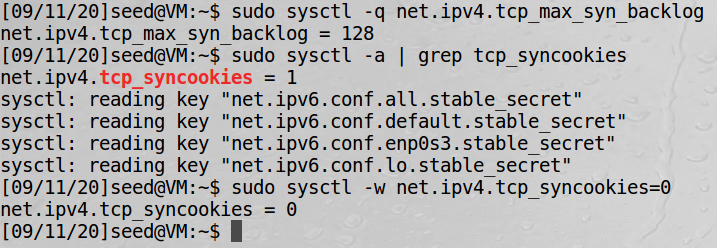 [09/11/20]seed@VM:~$ sudo sysctl -q net.ipv4.tcp_max_syn_backlog
net.ipv4.tcp_max_syn_backlog = 128
[09/11/20]seed@VM:~$ sudo sysctl -a | grep tcp_syncookies
net.ipv4.tcp_syncookies = 1
sysctl: reading key "net.ipv6.conf.all.stable_secret"
sysctl: reading key "net.ipv6.conf.default.stable_secret"
sysctl: reading key "net.ipv6.conf.enp0s3.stable_secret"
sysctl: reading key "net.ipv6.conf.lo.stable_secret"
[09/11/20]seed@VM:~$ sudo sysctl -w net.ipv4.tcp_syncookies=0
net.ipv4.tcp_syncookies = 0
[09/11/20]seed@VM:~$